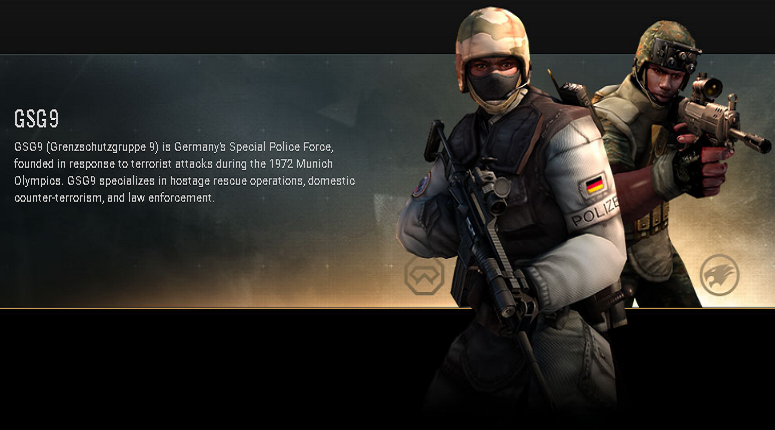 GSG9
GSG9 (Grenzschutzgruppe 9) is Germany's Special Police Force,
founded in response to terrorist attacks during the 1972 Munich
Olympics. GSG9 specializes in hostage rescue operations, domestic
counter-terrorism, and law enforcement.
POLIZE